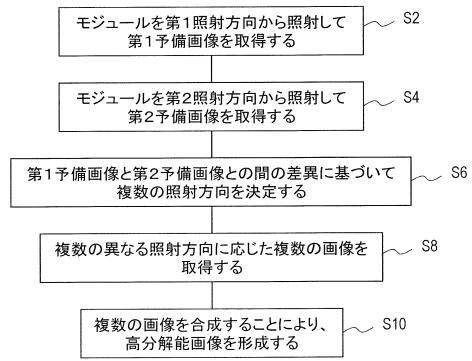 モジュールを第1照射方向から照射して
第1予備画像を取得する
S2
モジュールを第2照射方向から照射して
第2予備画像を取得する
S4
第1予備画像と第2予備画像との間の差異に基づいて
複数の照射方向を決定する
S6
複数の異なる照射方向に応じた複数の画像を
取得する
S8
複数の画像を合成することにより、
高分解能画像を形成する
S10